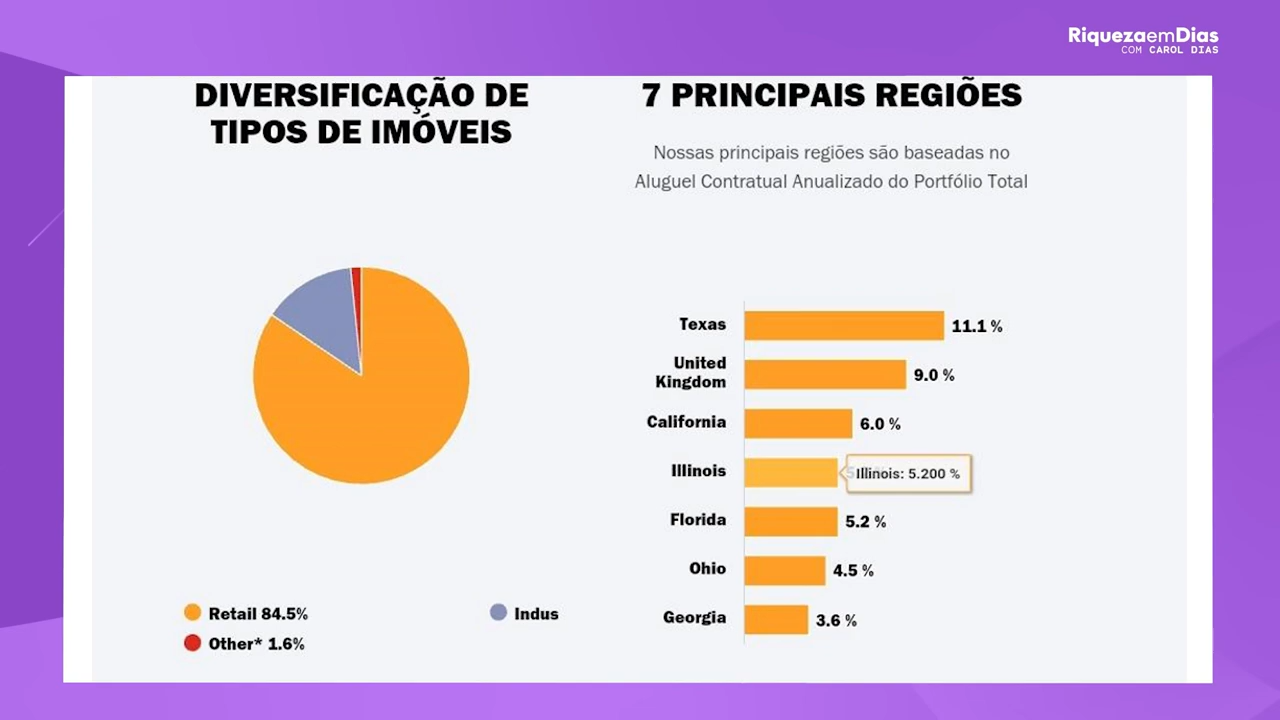 RiquezaemDias
COM CAROL DIAS
DIVERSIFICAÇÃO DE
TIPOS DE IMÓVEIS
Retail 84.5%
Indus
Other* 1.6%
7 PRINCIPAIS REGIÕES
Nossas principais regiões são baseadas no
Aluguel Contratual Anualizado do Portfólio Total
Texas 11.1 %
United
Kingdom 9.0 %
California 6.0 %
Illinois Illinois: 5.200 %
Florida 5.2 %
Ohio 4.5 %
Georgia 3.6 %